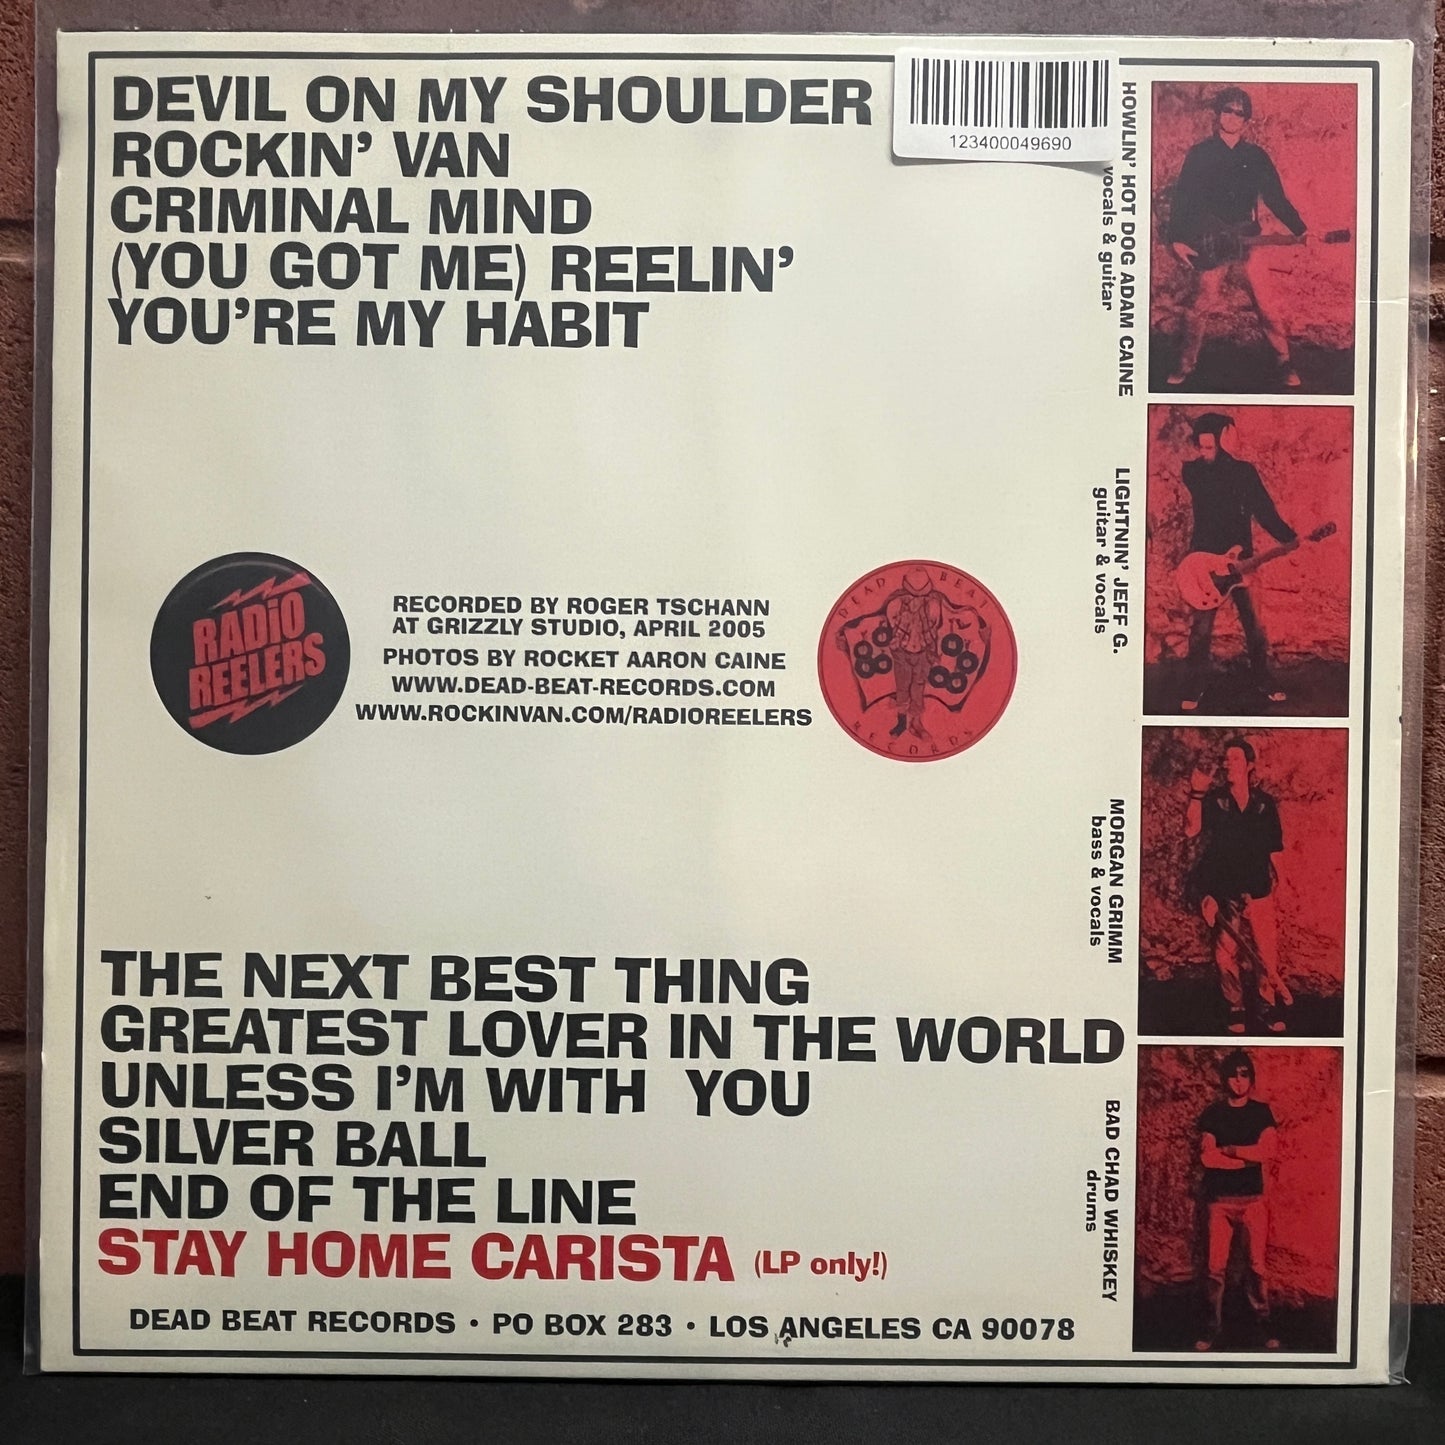 DEVIL ON MY SHOULDER
ROCKIN' VAN
CRIMINAL MIND
(YOU GOT ME) REELIN'
YOU'RE MY HABIT
123400049690
HOWLIN' HOT DOG ADAM CAINE
vocals & guitar
LIGHTNIN' JEFF G.
guitar & vocals
MORGAN GRIMM
bass & vocals
BAD CHAD WHISKEY
drums
RADiO
REELERS
RECORDED BY ROGER TSCHANN
AT GRIZZLY STUDIO, APRIL 2005
PHOTOS BY ROCKET AARON CAINE
WWW.DEAD-BEAT-RECORDS.COM
WWW.ROCKINVAN.COM/RADIOREELERS
DEAD BEAT
RECORDS
THE NEXT BEST THING
GREATEST LOVER IN THE WORLD
UNLESS I'M WITH YOU
SILVER BALL
END OF THE LINE
STAY HOME CARISTA (LP only!)
DEAD BEAT RECORDS • PO BOX 283 • LOS ANGELES CA 90078